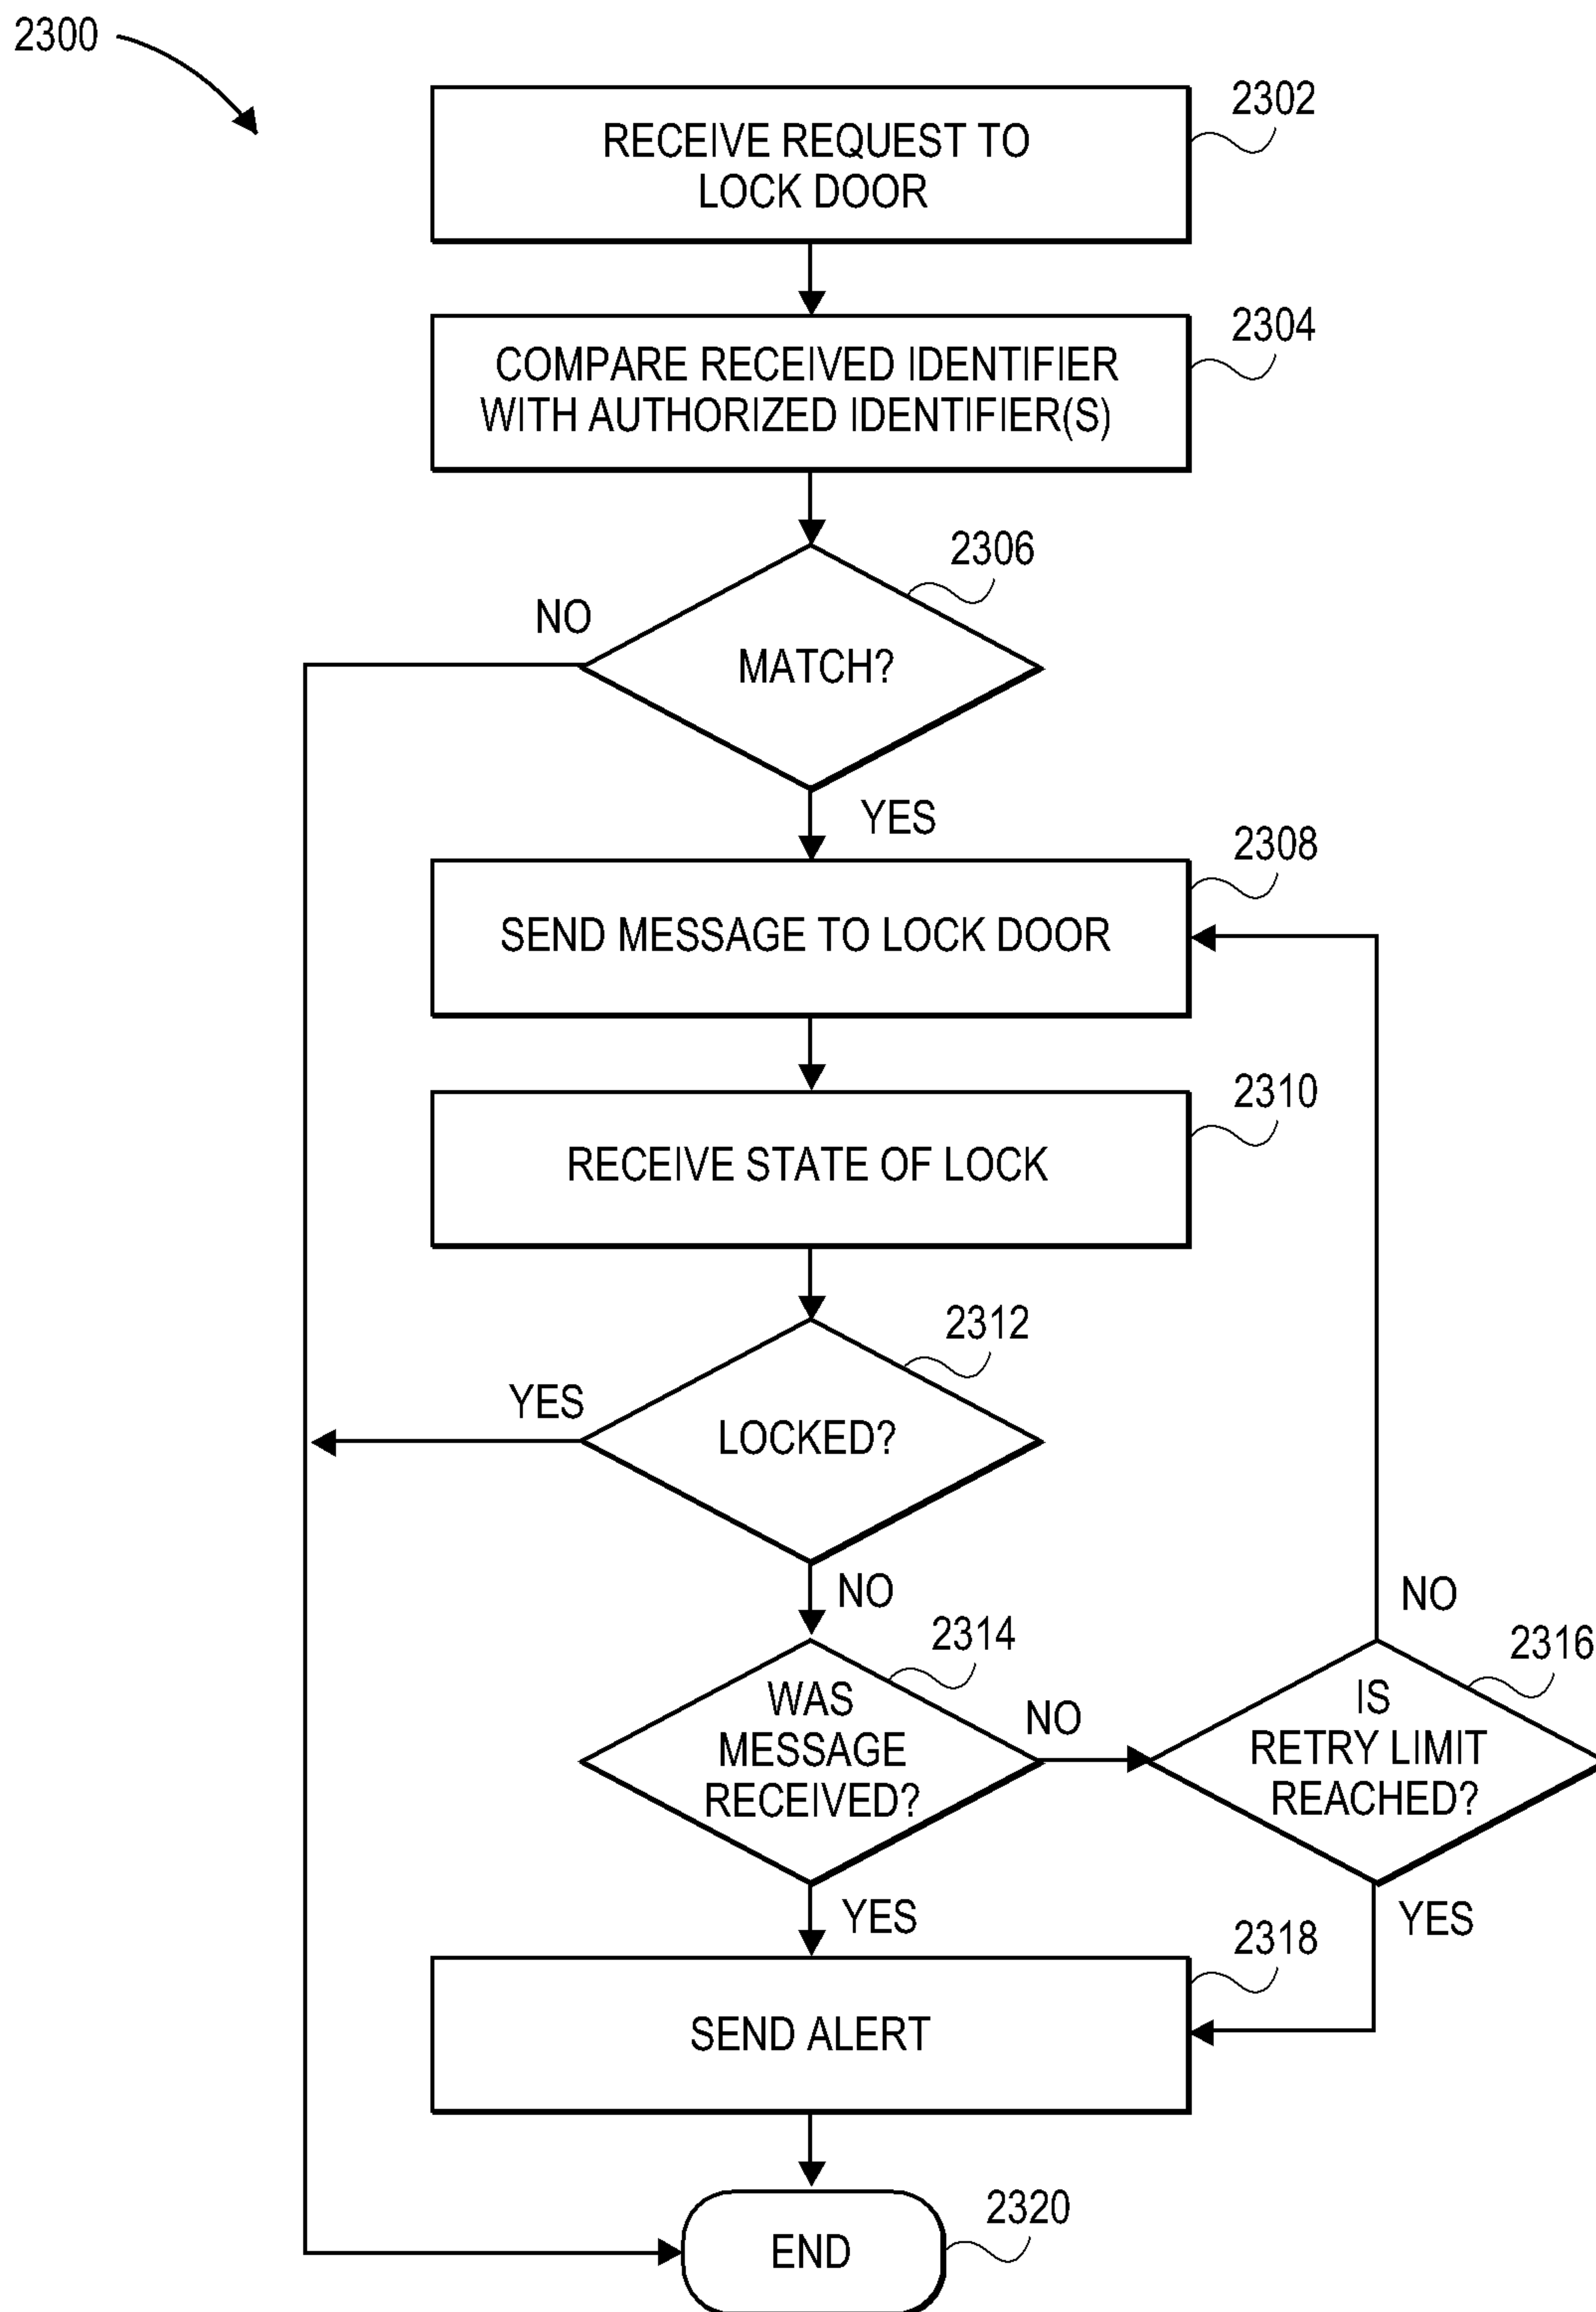 2300
2302
RECEIVE REQUEST TO
LOCK DOOR
2304
COMPARE RECEIVED IDENTIFIER
WITH AUTHORIZED IDENTIFIER(S)
2306
NO
MATCH?
YES
2308
SEND MESSAGE TO LOCK DOOR
2310
RECEIVE STATE OF LOCK
2312
YES
LOCKED?
NO
NO
2314
2316
WAS
MESSAGE
RECEIVED?
NO
IS
RETRY LIMIT
REACHED?
YES
YES
2318
SEND ALERT
2320
END